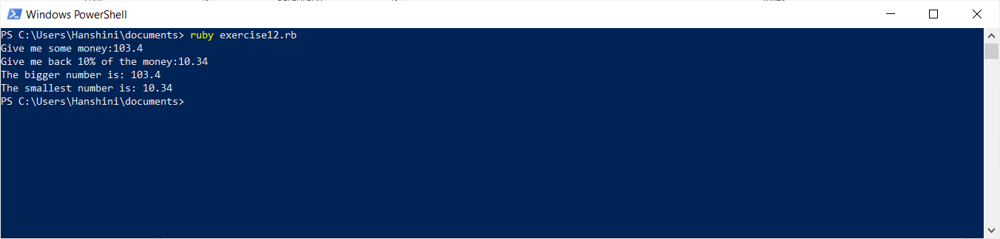 Windows PowerShell
PS C:\Users\Hanshini\documents> ruby exercise12.rb
Give me some money:103.4
Give me back 10% of the money:10.34
The bigger number is: 103.4
The smallest number is: 10.34
PS C:\Users\Hanshini\documents>